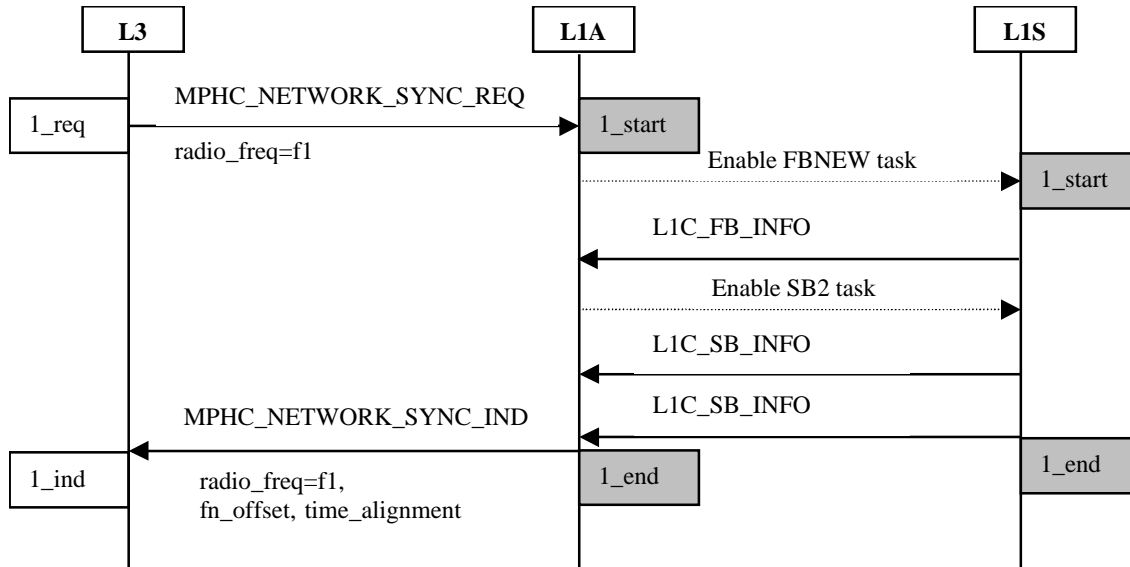 L3
L1A
L1S
MPHC_NETWORK_SYNC_REQ
1_req
1_start
radio_freq=f1
Enable FBNEW task
1_start
L1C_FB_INFO
Enable SB2 task
L1C_SB_INFO
L1C_SB_INFO
MPHC_NETWORK_SYNC_IND
1_ind
1_end
1_end
radio_freq=f1,
fn_offset, time_alignment